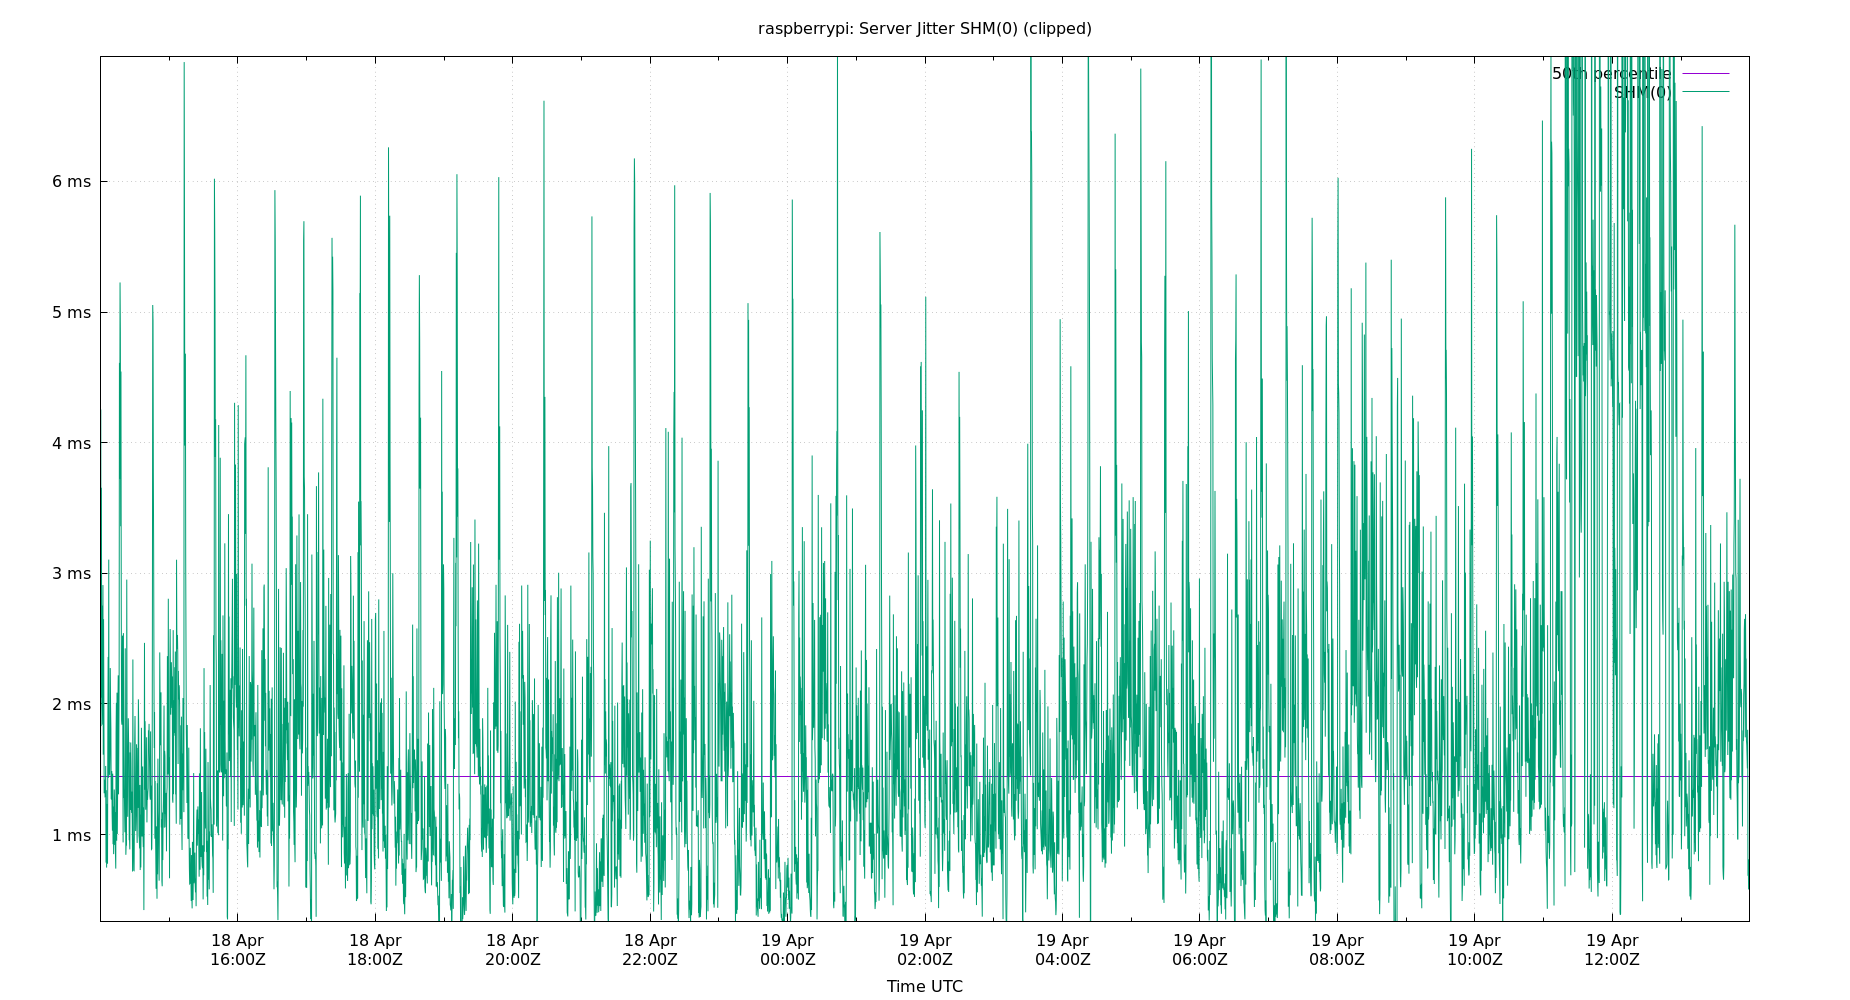 raspberrypi: Server Jitter SHM(0) (clipped)
50th percentile
SHM(0)
6 ms
5 ms
4 ms
3 ms
2 ms
1 ms
18 Apr 18 Apr 18 Apr 18 Apr 19 Apr 19 Apr 19 Apr 19 Apr 19 Apr 19 Apr 19 Apr
16:00Z 18:00Z 20:00Z 22:00Z 00:00Z 02:00Z 04:00Z 06:00Z 08:00Z 10:00Z 12:00Z
Time UTC